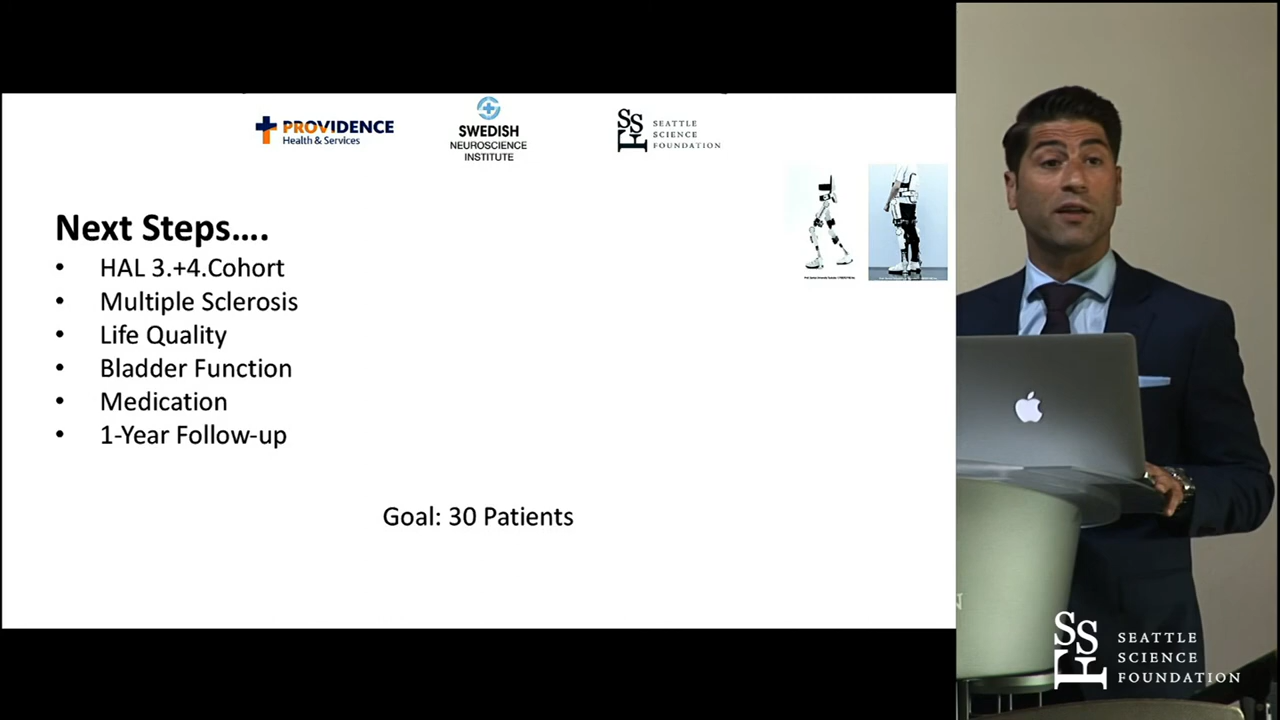 PROVIDENCE
Health & Services
SWEDISH
NEUROSCIENCE
INSTITUTE
SEATTLE
SCIENCE
FOUNDATION
Next Steps....
• HAL 3.+4.Cohort
• Multiple Sclerosis
• Life Quality
• Bladder Function
• Medication
• 1-Year Follow-up
Goal: 30 Patients
SEATTLE
SCIENCE
FOUNDATION